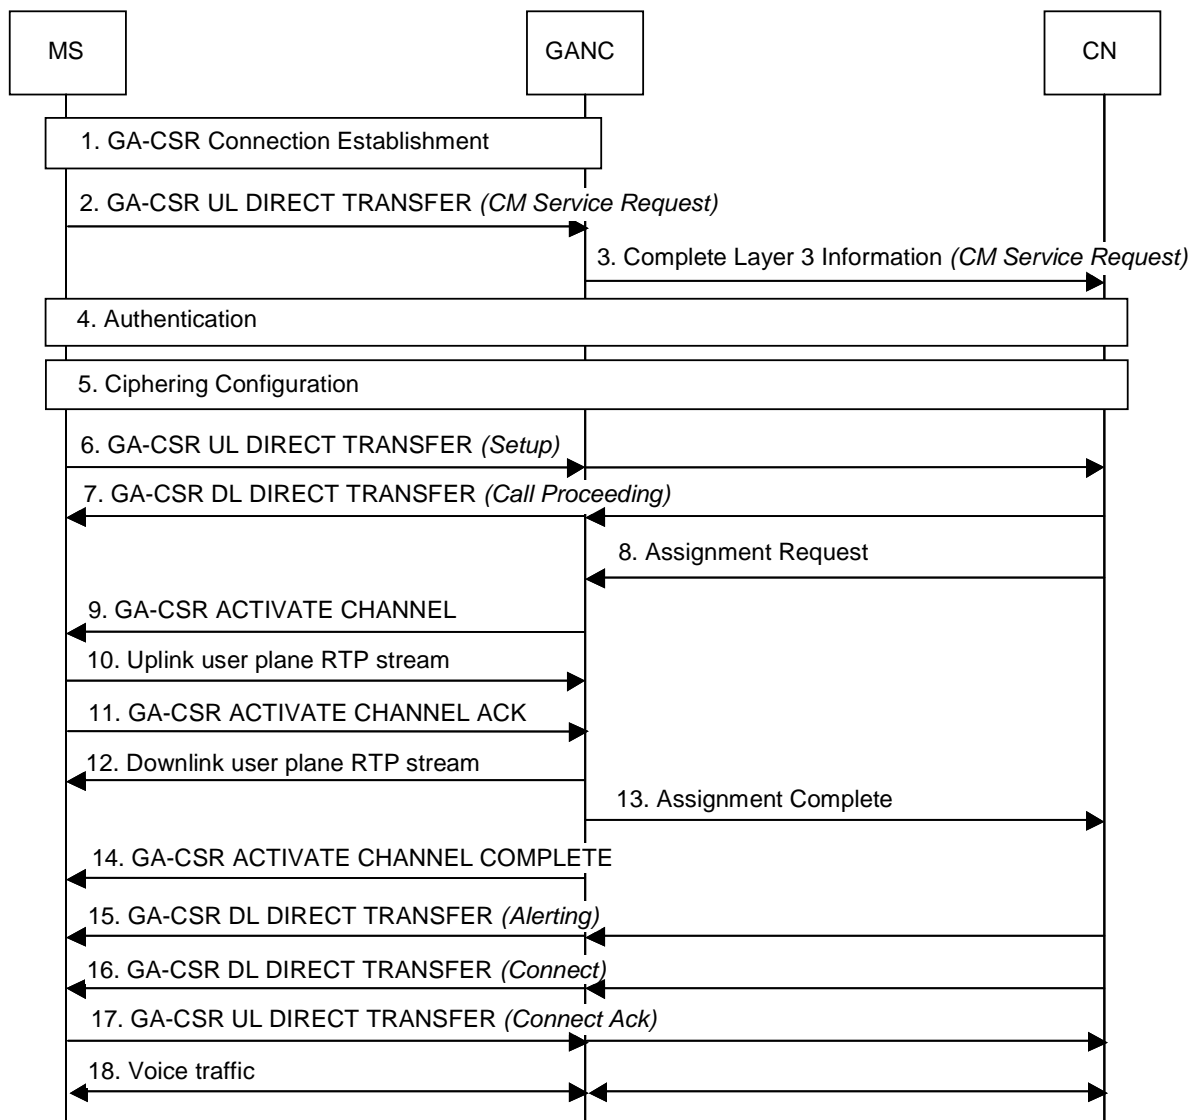 MS
GANC
CN
1. GA-CSR Connection Establishment
2. GA-CSR UL DIRECT TRANSFER (CM Service Request)
3. Complete Layer 3 Information (CM Service Request)
4. Authentication
5. Ciphering Configuration
6. GA-CSR UL DIRECT TRANSFER (Setup)
7. GA-CSR DL DIRECT TRANSFER (Call Proceeding)
8. Assignment Request
9. GA-CSR ACTIVATE CHANNEL
10. Uplink user plane RTP stream
11. GA-CSR ACTIVATE CHANNEL ACK
12. Downlink user plane RTP stream
13. Assignment Complete
14. GA-CSR ACTIVATE CHANNEL COMPLETE
15. GA-CSR DL DIRECT TRANSFER (Alerting)
16. GA-CSR DL DIRECT TRANSFER (Connect)
17. GA-CSR UL DIRECT TRANSFER (Connect Ack)
18. Voice traffic